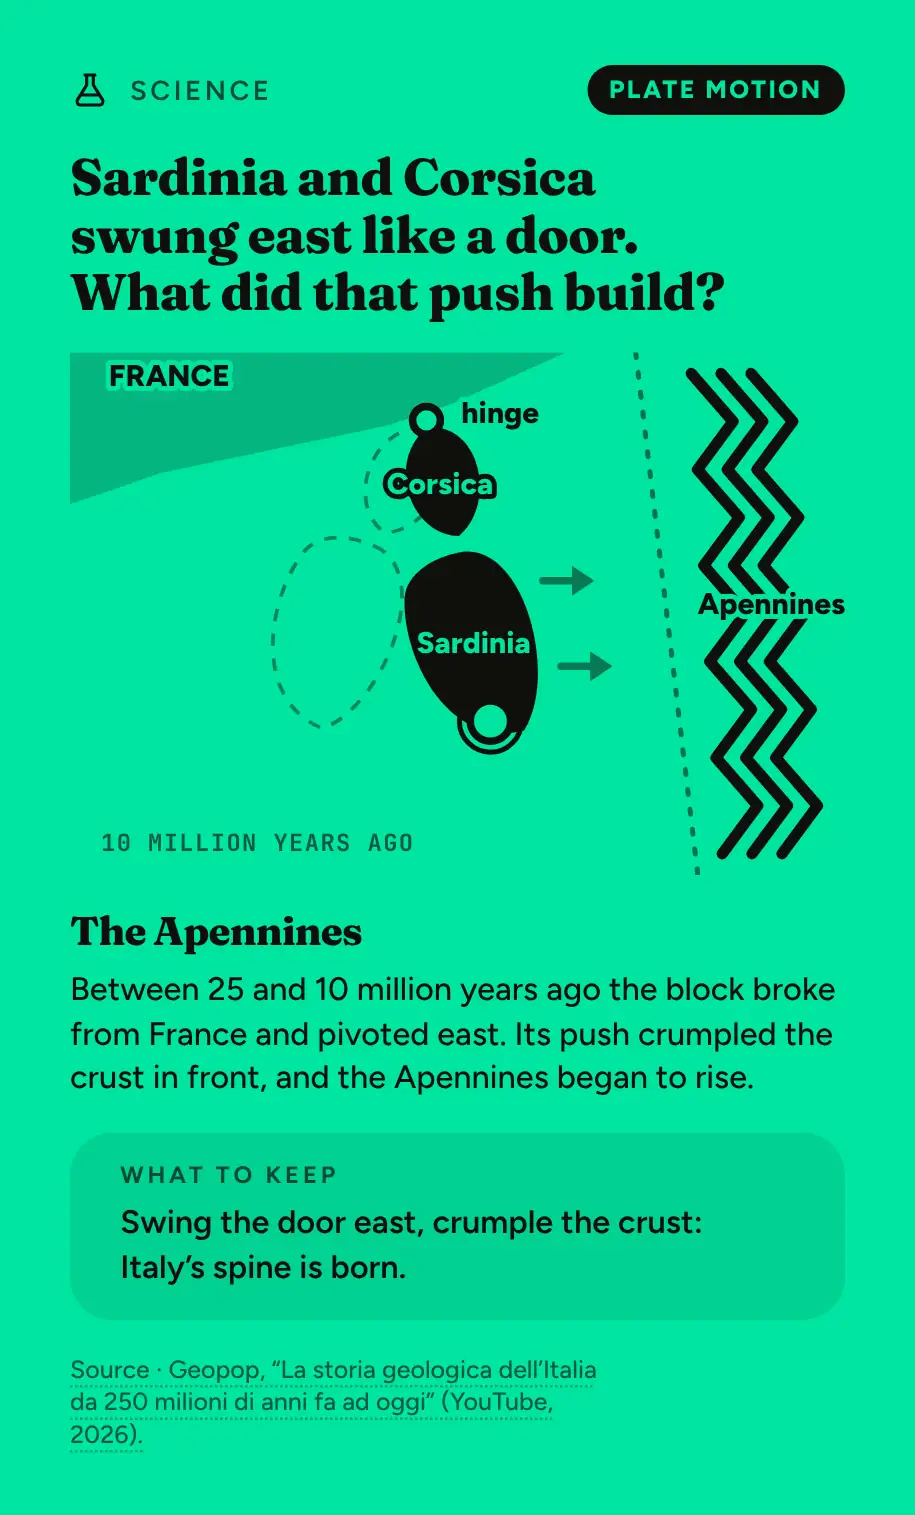 SCIENCE
PLATE MOTION
Sardinia and Corsica
swung east like a door.
What did that push build?
FRANCE
hinge
Corsica
Apennines
Sardinia
10 MILLION YEARS AGO
The Apennines
Between 25 and 10 million years ago the block broke
from France and pivoted east. Its push crumpled the
crust in front, and the Apennines began to rise.
WHAT TO KEEP
Swing the door east, crumple the crust:
Italy’s spine is born.
Source · Geopop, “La storia geologica dell’Italia
da 250 milioni di anni fa ad oggi” (YouTube,
2026).